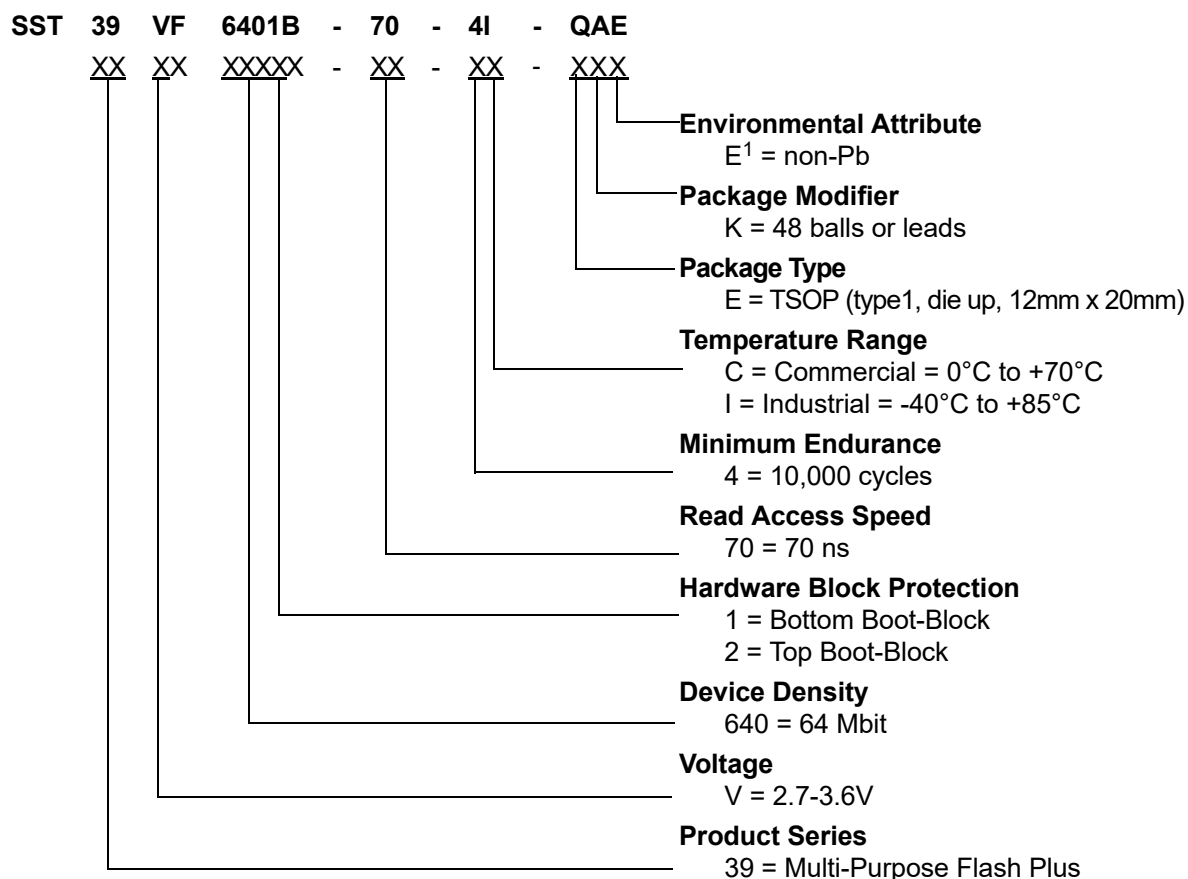 SST 39 VF 6401B - 70 - 4I - QAE
XX XX XXXXX - XX - XX - XXX
Environmental Attribute
E1 = non-Pb
Package Modifier
K = 48 balls or leads
Package Type
E = TSOP (type1, die up, 12mm x 20mm)
Temperature Range
C = Commercial = 0°C to +70°C
I = Industrial = -40°C to +85°C
Minimum Endurance
4 = 10,000 cycles
Read Access Speed
70 = 70 ns
Hardware Block Protection
1 = Bottom Boot-Block
2 = Top Boot-Block
Device Density
640 = 64 Mbit
Voltage
V = 2.7-3.6V
Product Series
39 = Multi-Purpose Flash Plus